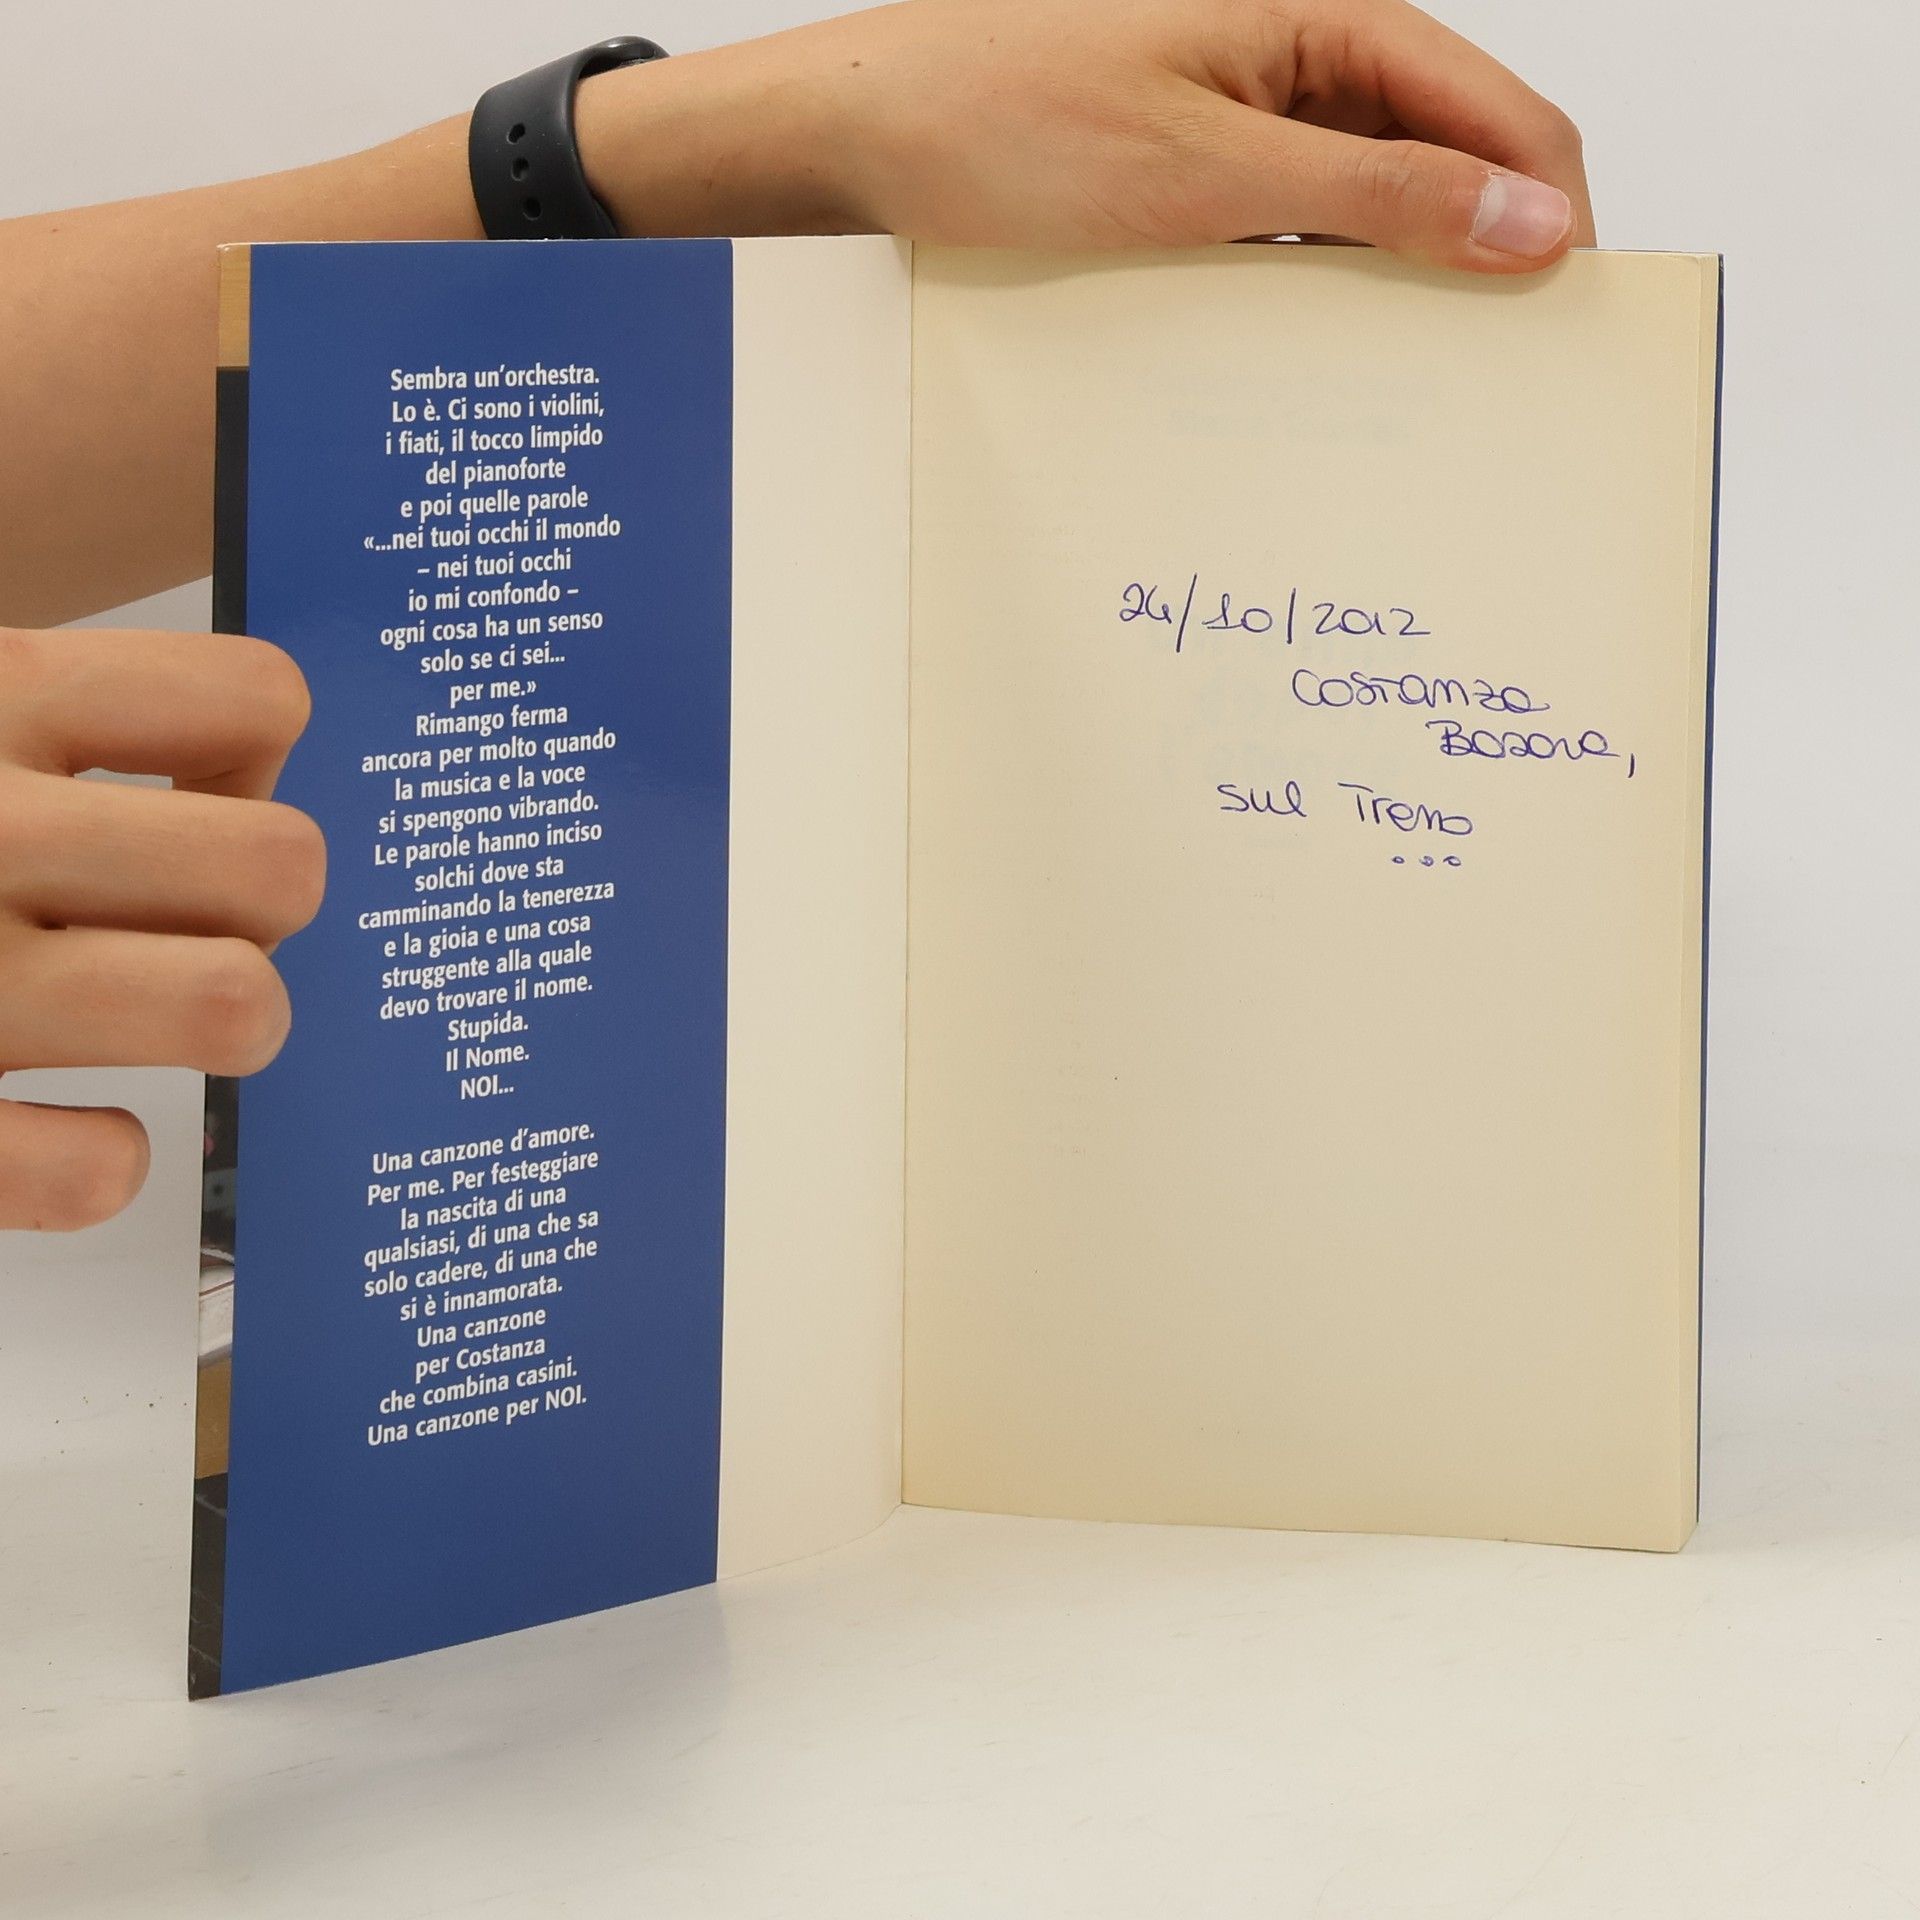 Sembra un'orchestra.
Lo è. Ci sono i violini,
i fiati, il tocco limpido
del pianoforte
e poi quelle parole
«...nei tuoi occhi il mondo
– nei tuoi occhi
io mi confondo –
ogni cosa ha un senso
solo se ci sei...
per me.»
Rimango ferma
ancora per molto quando
la musica e la voce
si spengono vibrando.
Le parole hanno inciso
solchi dove sta
camminando la tenerezza
e la gioia e una cosa
struggente alla quale
devo trovare il nome.
Stupida.
Il Nome.
NOI...
Una canzone d'amore.
Per me. Per festeggiare
la nascita di una
qualsiasi, di una che sa
solo cadere, di una che
si è innamorata.
Una canzone
per Costanza
che combina casini.
Una canzone per NOI.
24/10/2012
Costanza
sul Treno
...